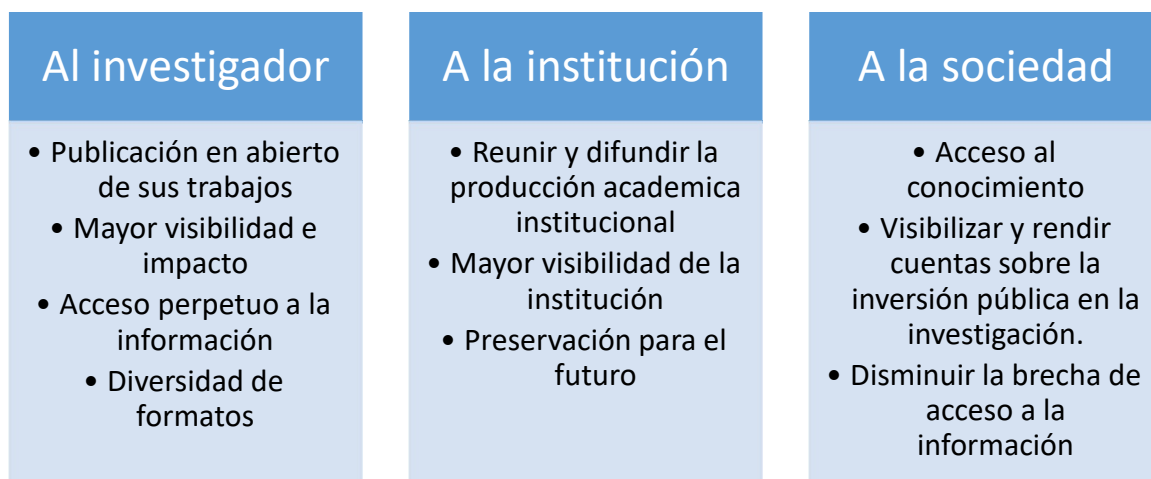 Al investigador
• Publicación en abierto
de sus trabajos
• Mayor visibilidad e
impacto
• Acceso perpetuo a la
información
• Diversidad de
formatos
A la institución
• Reunir y difundir la
producción academica
institucional
• Mayor visibilidad de la
institución
• Preservación para el
futuro
A la sociedad
• Acceso al
conocimiento
• Visibilizar y rendir
cuentas sobre la
inversión pública en la
investigación.
• Disminuir la brecha de
acceso a la
información